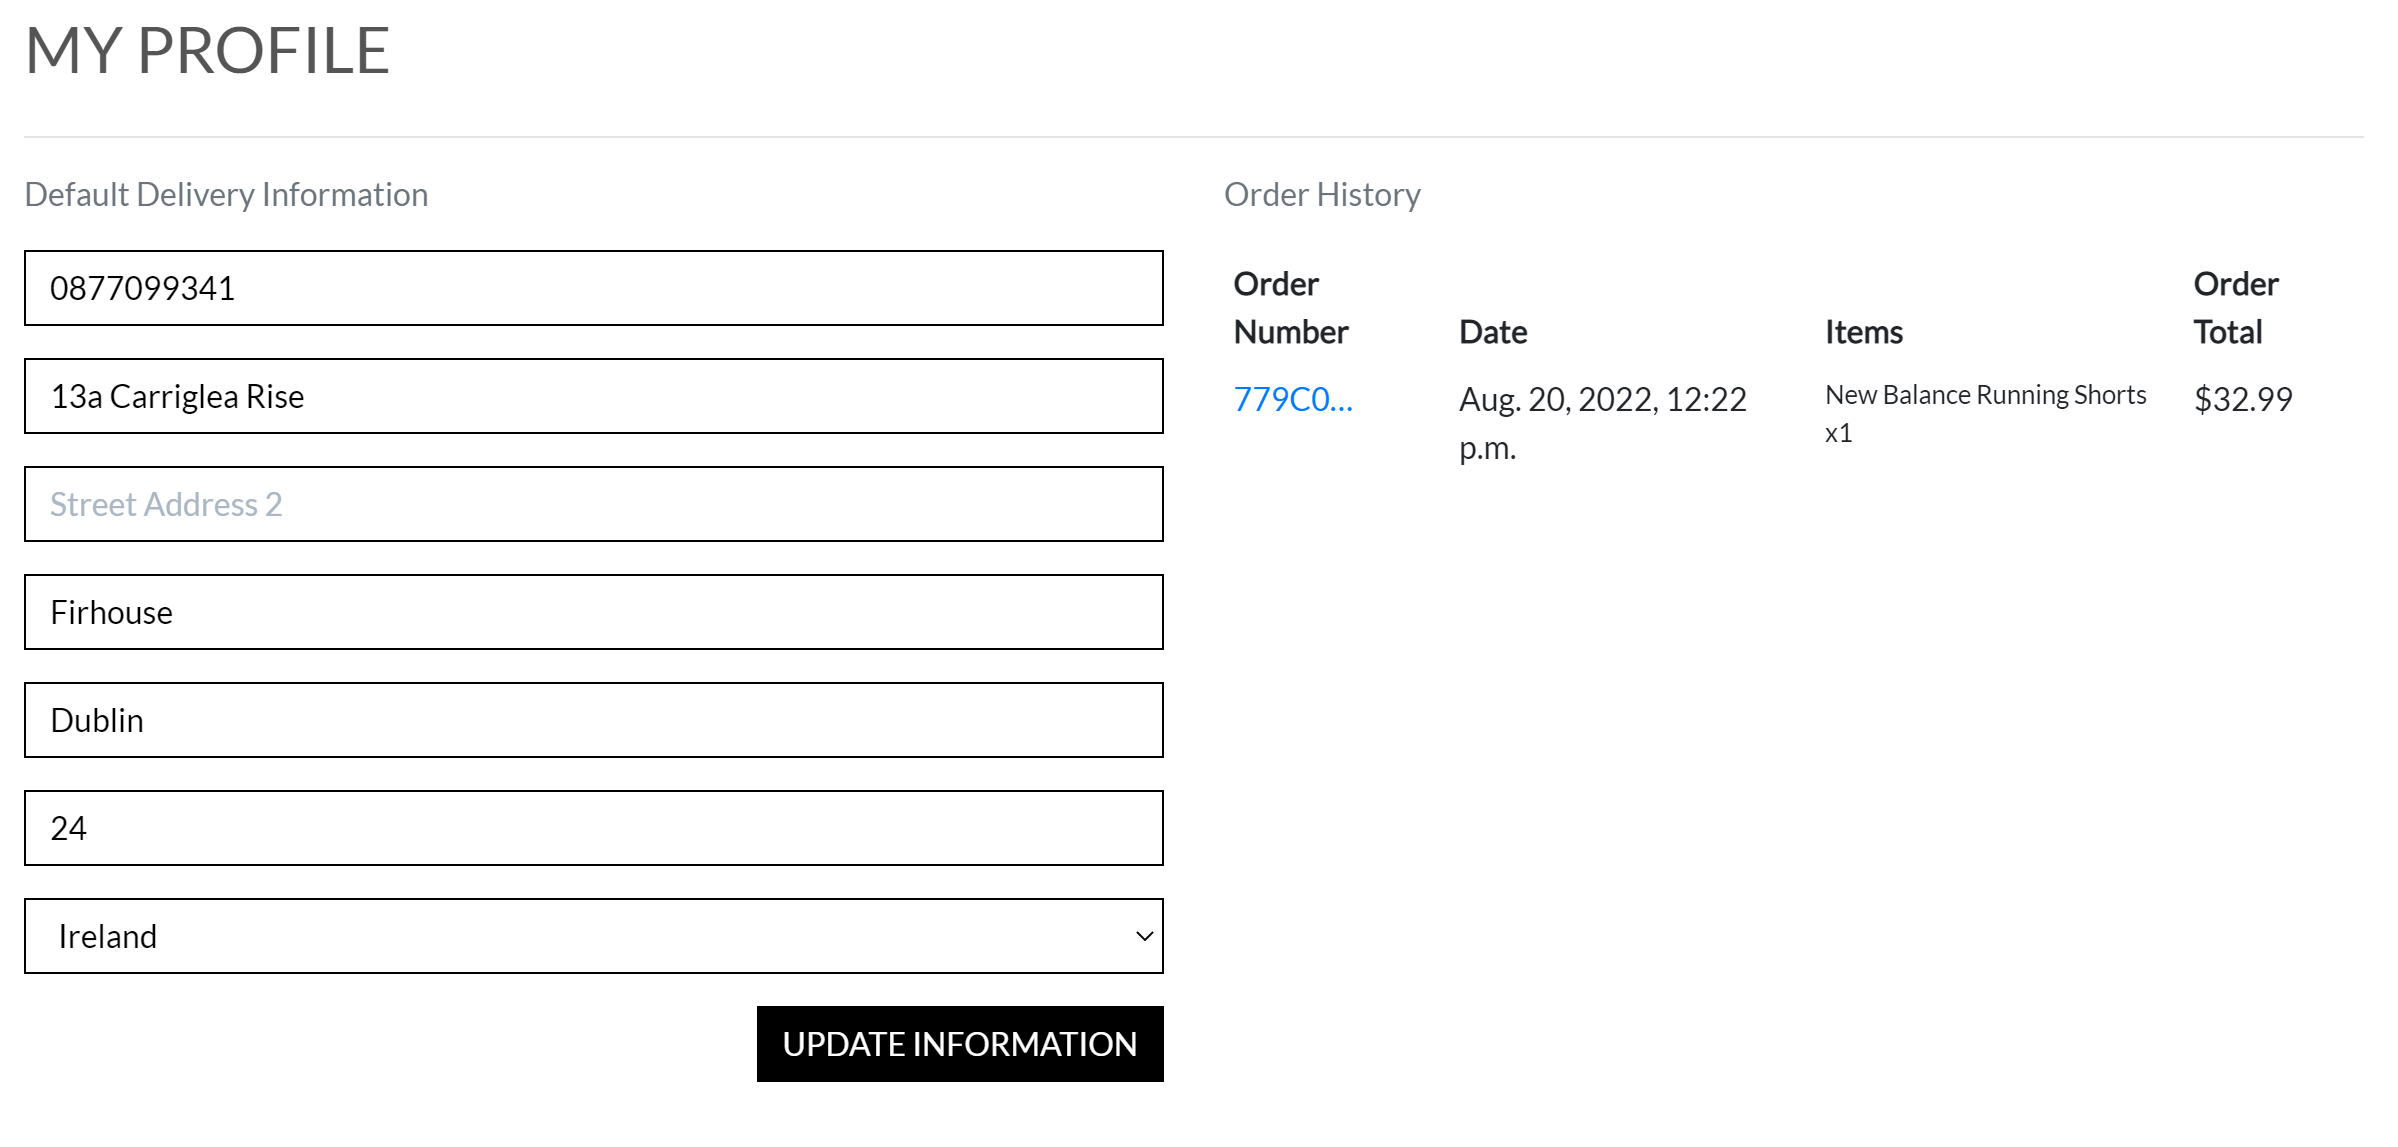 MY PROFILE
Default Delivery Information
0877099341
13a Carriglea Rise
Street Address 2
Firhouse
Dublin
24
Ireland
UPDATE INFORMATION
Order History
Order
Number
Date
Items
Order
Total
779C0...
Aug. 20, 2022, 12:22
p.m.
New Balance Running Shorts
x1
$32.99